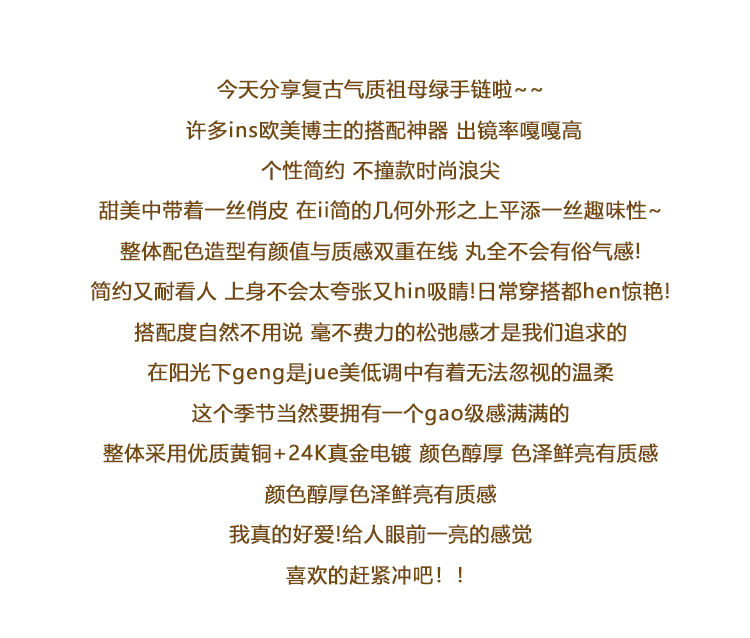 今天分享复古气质祖母绿手链啦~~
许多ins欧美博主的搭配神器 出镜率嘎嘎高
个性简约 不撞款时尚浪尖
甜美中带着一丝俏皮 在ii简的几何外形之上平添一丝趣味性~
整体配色造型有颜值与质感双重在线 丸全不会有俗气感!
简约又耐看人 上身不会太夸张又hin吸睛!日常穿搭都hen惊艳!
搭配度自然不用说 毫不费力的松弛感才是我们追求的
在阳光下geng是jue美低调中有着无法忽视的温柔
这个季节当然要拥有一个gao级感满满的
整体采用优质黄铜+24K真金电镀 颜色醇厚 色泽鲜亮有质感
颜色醇厚色泽鲜亮有质感
我真的好爱!给人眼前一亮的感觉
喜欢的赶紧冲吧！！